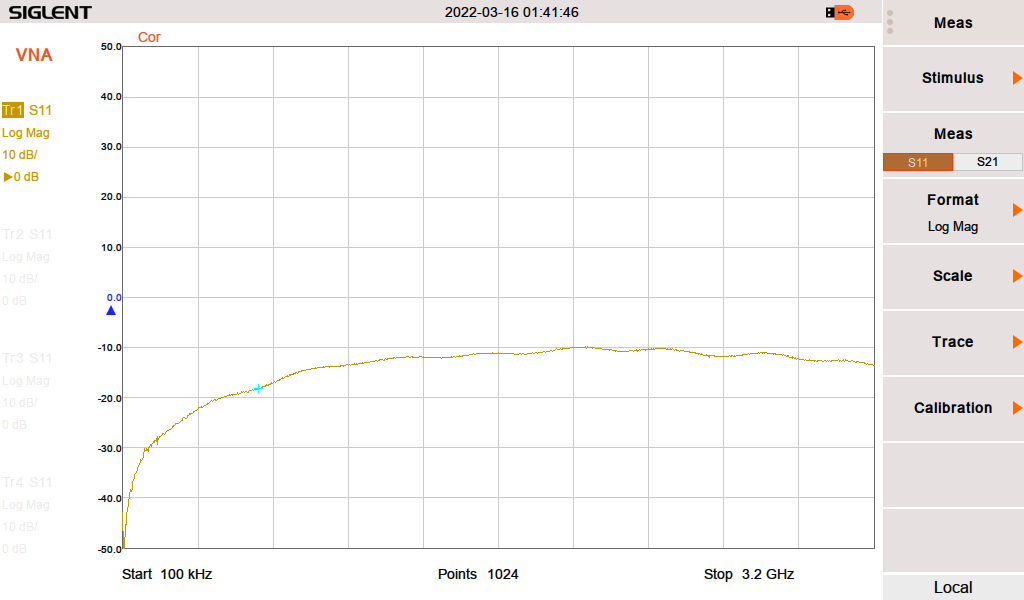 SIGLENT
2022-03-16 01:41:46
VNA
Cor
Tr1 S11
Log Mag
10 dB/
▶0 dB
Tr2 S11
Log Mag
10 dB/
0 dB
Tr3 S11
Log Mag
10 dB/
0 dB
Tr4 S11
Log Mag
10 dB/
0 dB
50.0
40.0
30.0
20.0
10.0
0.0
-10.0
-20.0
-30.0
-40.0
-50.0
Start 100 kHz
Points 1024
Stop 3.2 GHz
Meas
Stimulus
Meas
S11 S21
Format
Log Mag
Scale
Trace
Calibration
Local